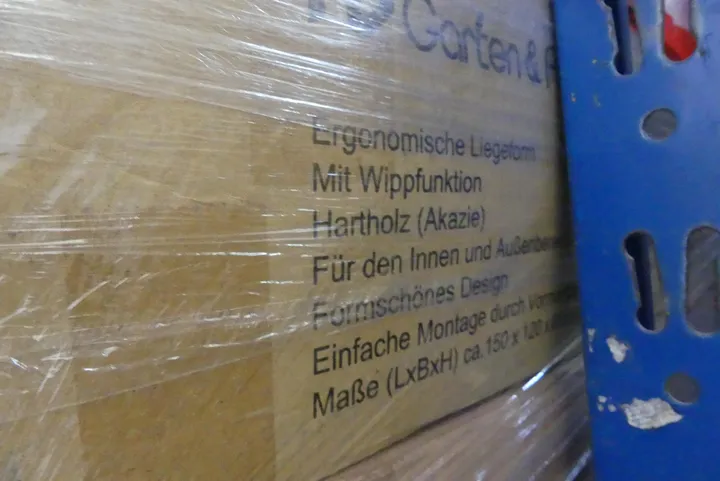 Garten &
Ergonomische Liegeform
Mit Wippfunktion
Hartholz (Akazie)
Für den Innen und
Formschönes Design
Einfache Montage durch
Maße (LxBxH) ca. 150 x 120 x